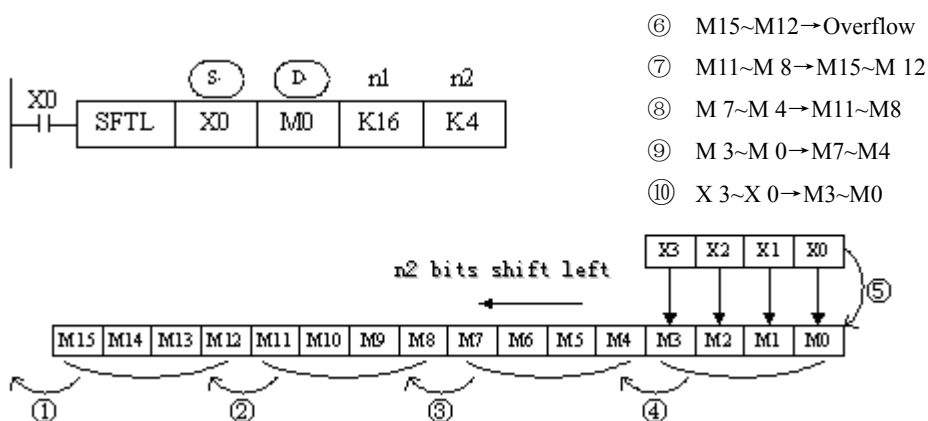 ⑥ M15~M12→Overflow
⑦ M11~M 8→M15~M 12
⑧ M 7~M 4→M11~M8
⑨ M 3~M 0→M7~M4
⑩ X 3~X 0→M3~M0
S· D· n1 n2
X0
SFTL X0 M0 K16 K4
X3 X2 X1 X0
n2 bits shift left
⑤
M15 M14 M13 M12 M11 M10 M9 M8 M7 M6 M5 M4 M3 M2 M1 M0
① ② ③ ④